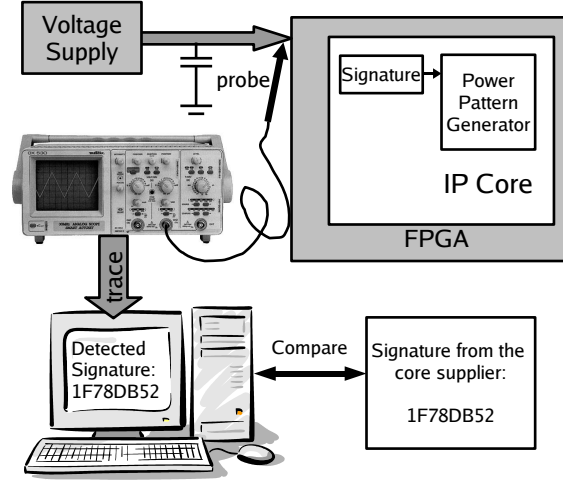 Voltage
Supply
probe
Signature
Power
Pattern
Generator
IP Core
FPGA
trace
Detected
Signature:
1F78DB52
Compare
Signature from the
core supplier:
1F78DB52